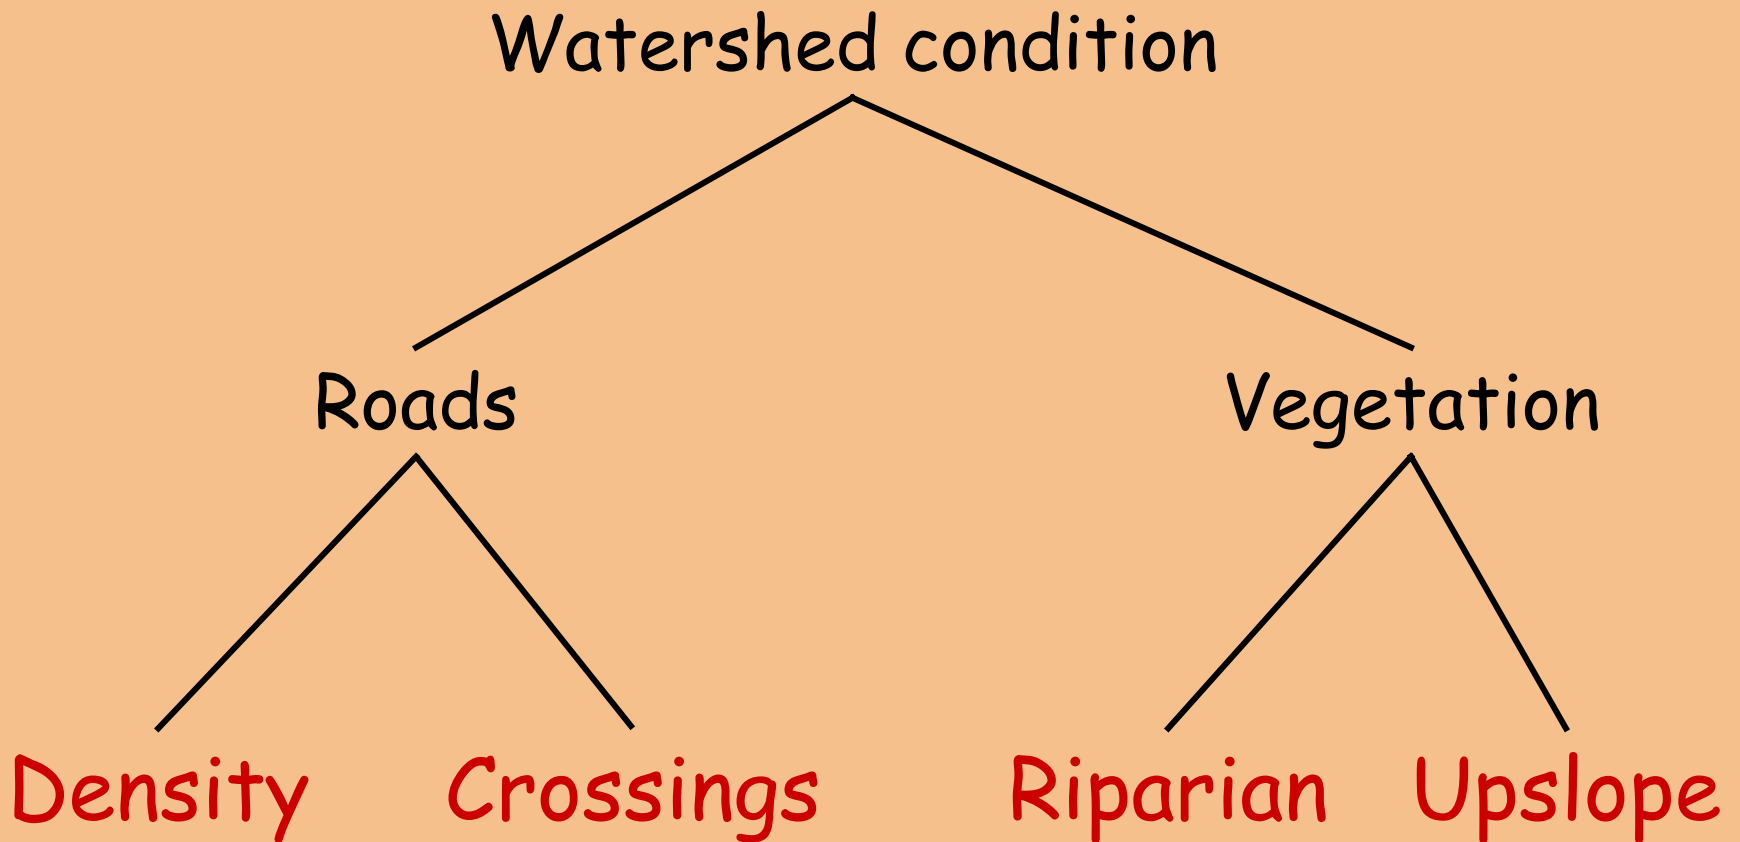 Watershed condition
Roads Vegetation
Density Crossings Riparian Upslope